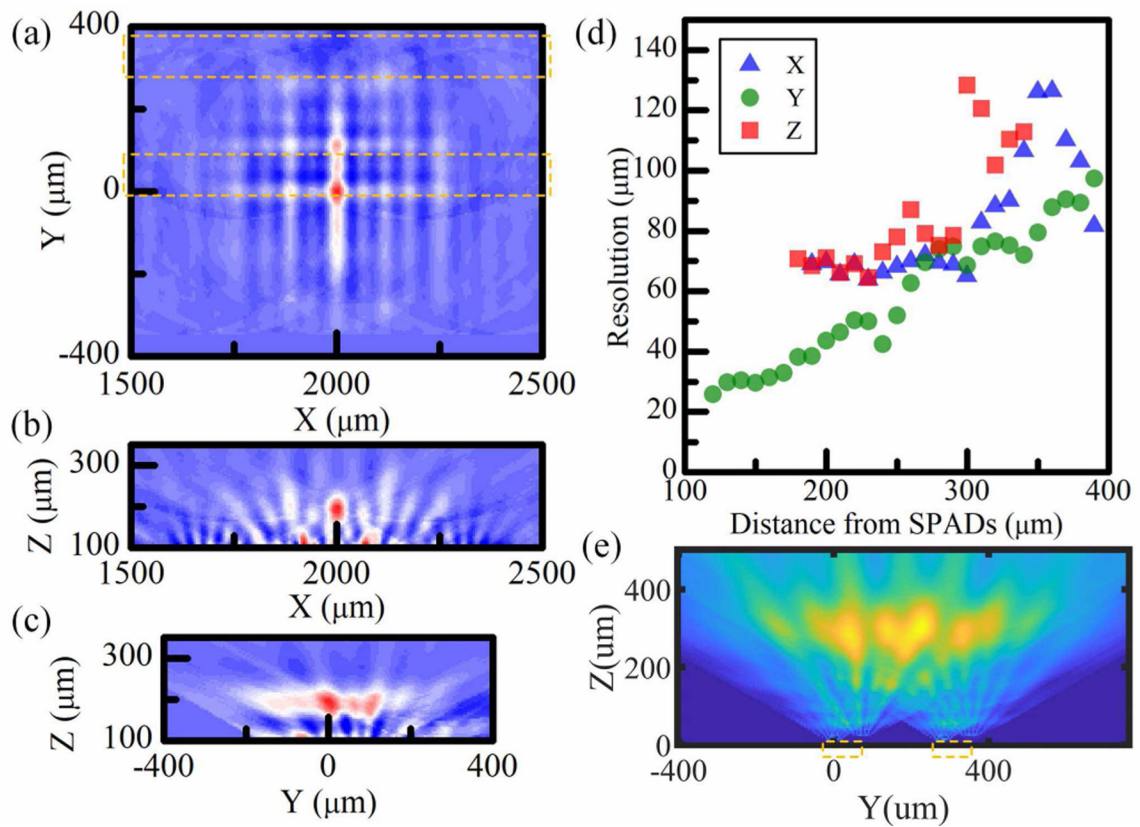 (a)
400
0
-400
Y (μm)
1500 2000 2500
X (μm)
(b)
300
100
Z (μm)
1500 2000 2500
X (μm)
(c)
300
100
Z (μm)
-400 0 400
Y (μm)
(d)
140
120
100
80
60
40
20
0
Resolution (μm)
X
Y
Z
100 200 300 400
Distance from SPADs (μm)
(e)
400
200
0
Z(um)
-400 0 400
Y(um)